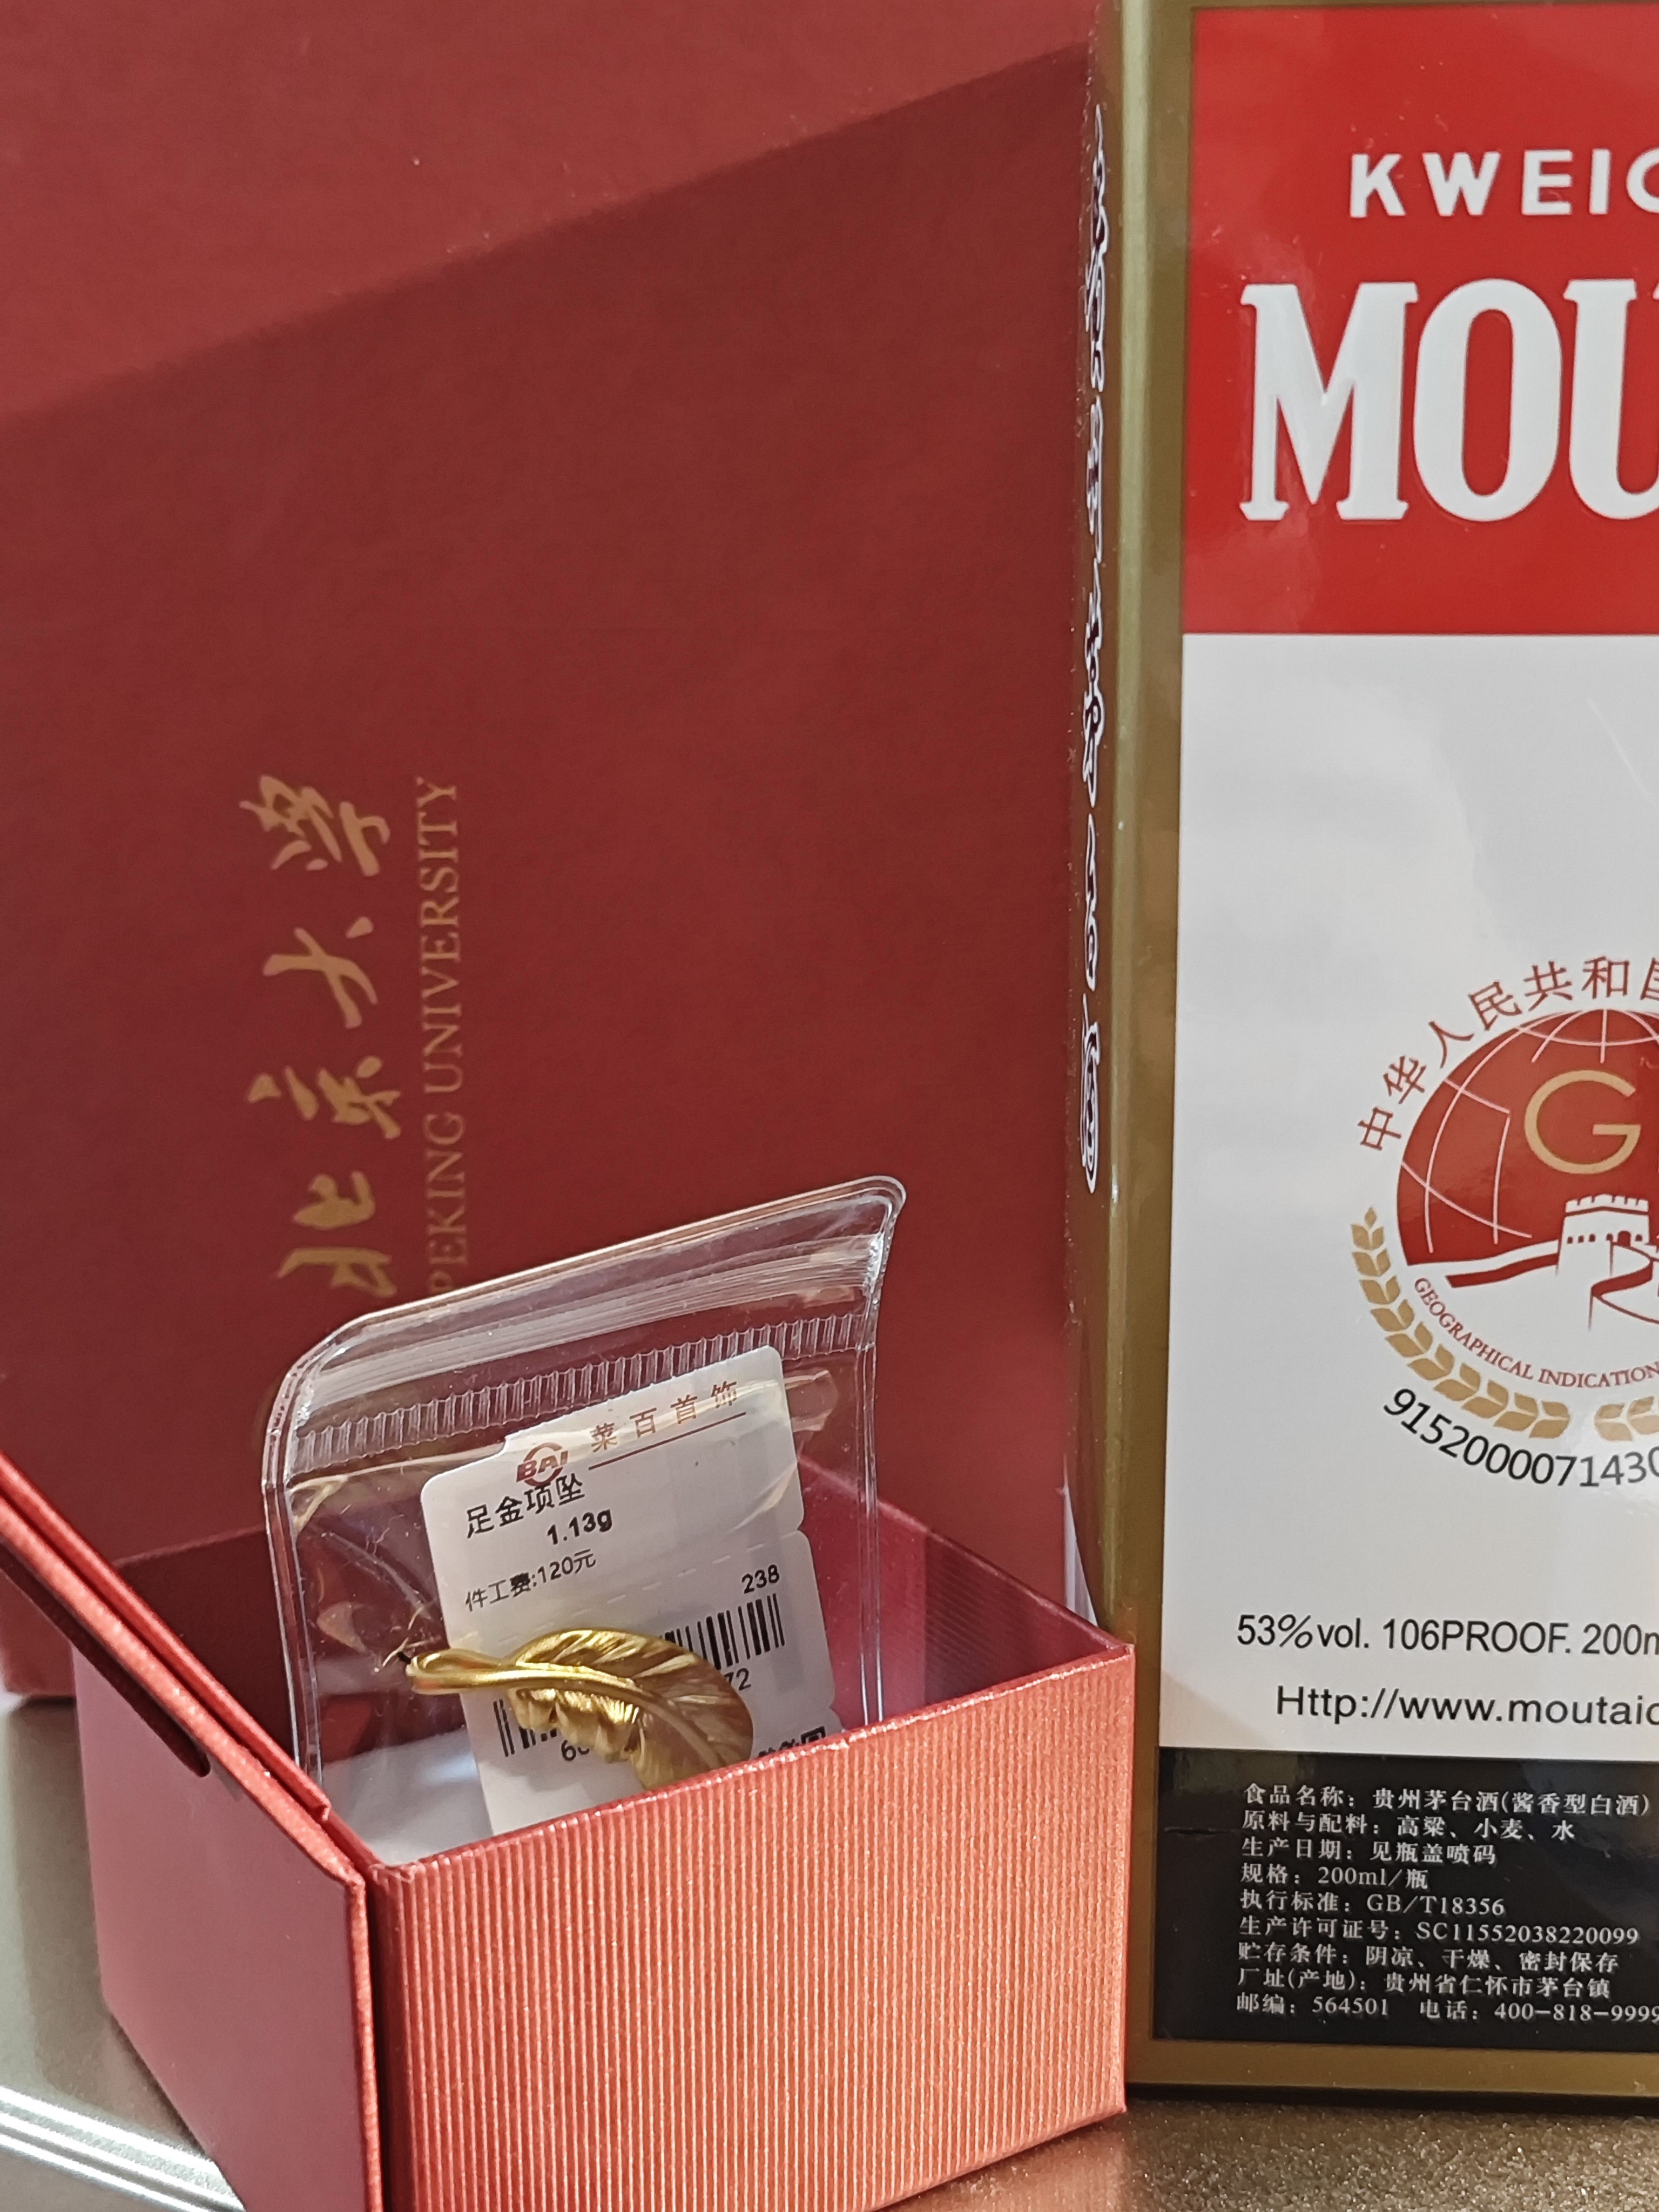 北京大学
PEKING UNIVERSITY
BAI 菜百首饰
足金项坠
1.13g
件工费:120元
238
72
KWEIC
MOU
中华人民共和国
G
GEOGRAPHICAL INDICATION
9152000071430
53%vol. 106PROOF. 200m
Http://www.moutaic
食品名称：贵州茅台酒(酱香型白酒)
原料与配料：高粱、小麦、水
生产日期：见瓶盖喷码
规格：200ml/瓶
执行标准：GB/T18356
生产许可证号：SC11552038220099
贮存条件：阴凉、干燥、密封保存
厂址(产地)：贵州省仁怀市茅台镇
邮编：564501 电话：400-818-9999